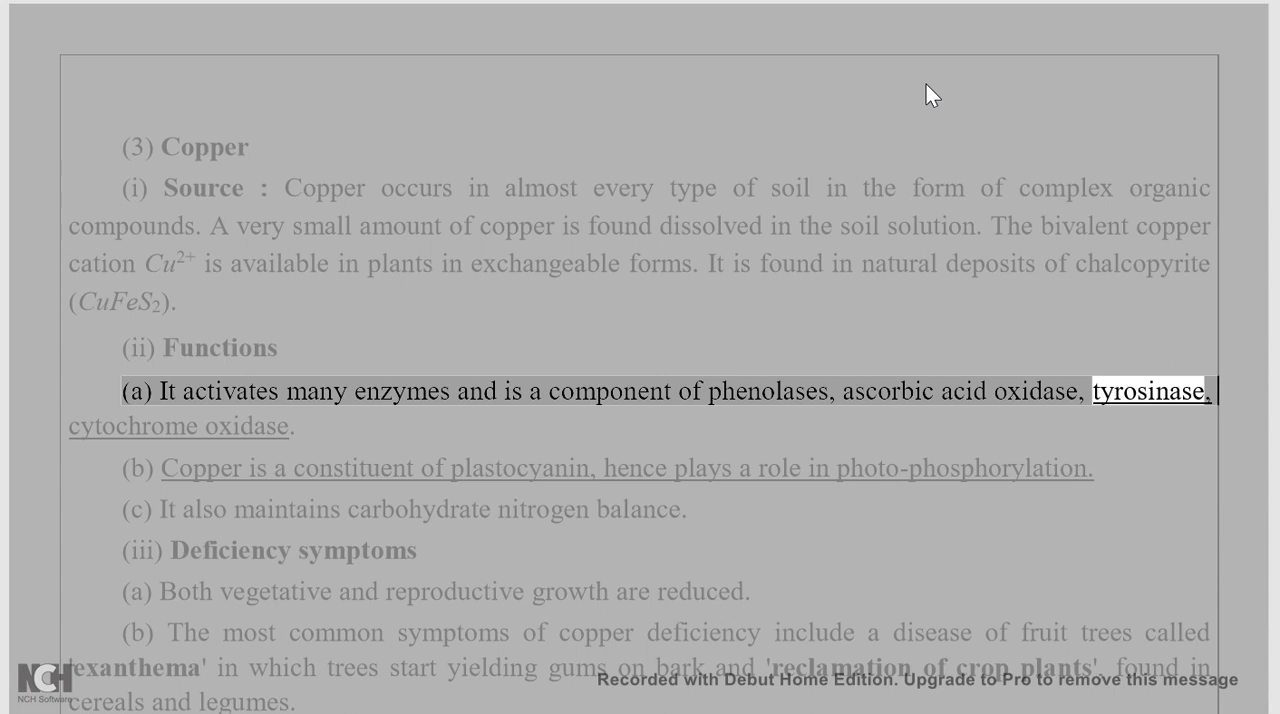 (3) Copper
(i) Source : Copper occurs in almost every type of soil in the form of complex organic
compounds. A very small amount of copper is found dissolved in the soil solution. The bivalent copper
cation Cu2+ is available in plants in exchangeable forms. It is found in natural deposits of chalcopyrite
(CuFeS2).
(ii) Functions
(a) It activates many enzymes and is a component of phenolases, ascorbic acid oxidase, tyrosinase,
cytochrome oxidase.
(b) Copper is a constituent of plastocyanin, hence plays a role in photo-phosphorylation.
(c) It also maintains carbohydrate nitrogen balance.
(iii) Deficiency symptoms
(a) Both vegetative and reproductive growth are reduced.
(b) The most common symptoms of copper deficiency include a disease of fruit trees called
'exanthema' in which trees start yielding gums on bark and 'reclamation of crop plants', found in
cereals and legumes.
NCH
NCH Software
Recorded with Debut Home Edition. Upgrade to Pro to remove this message